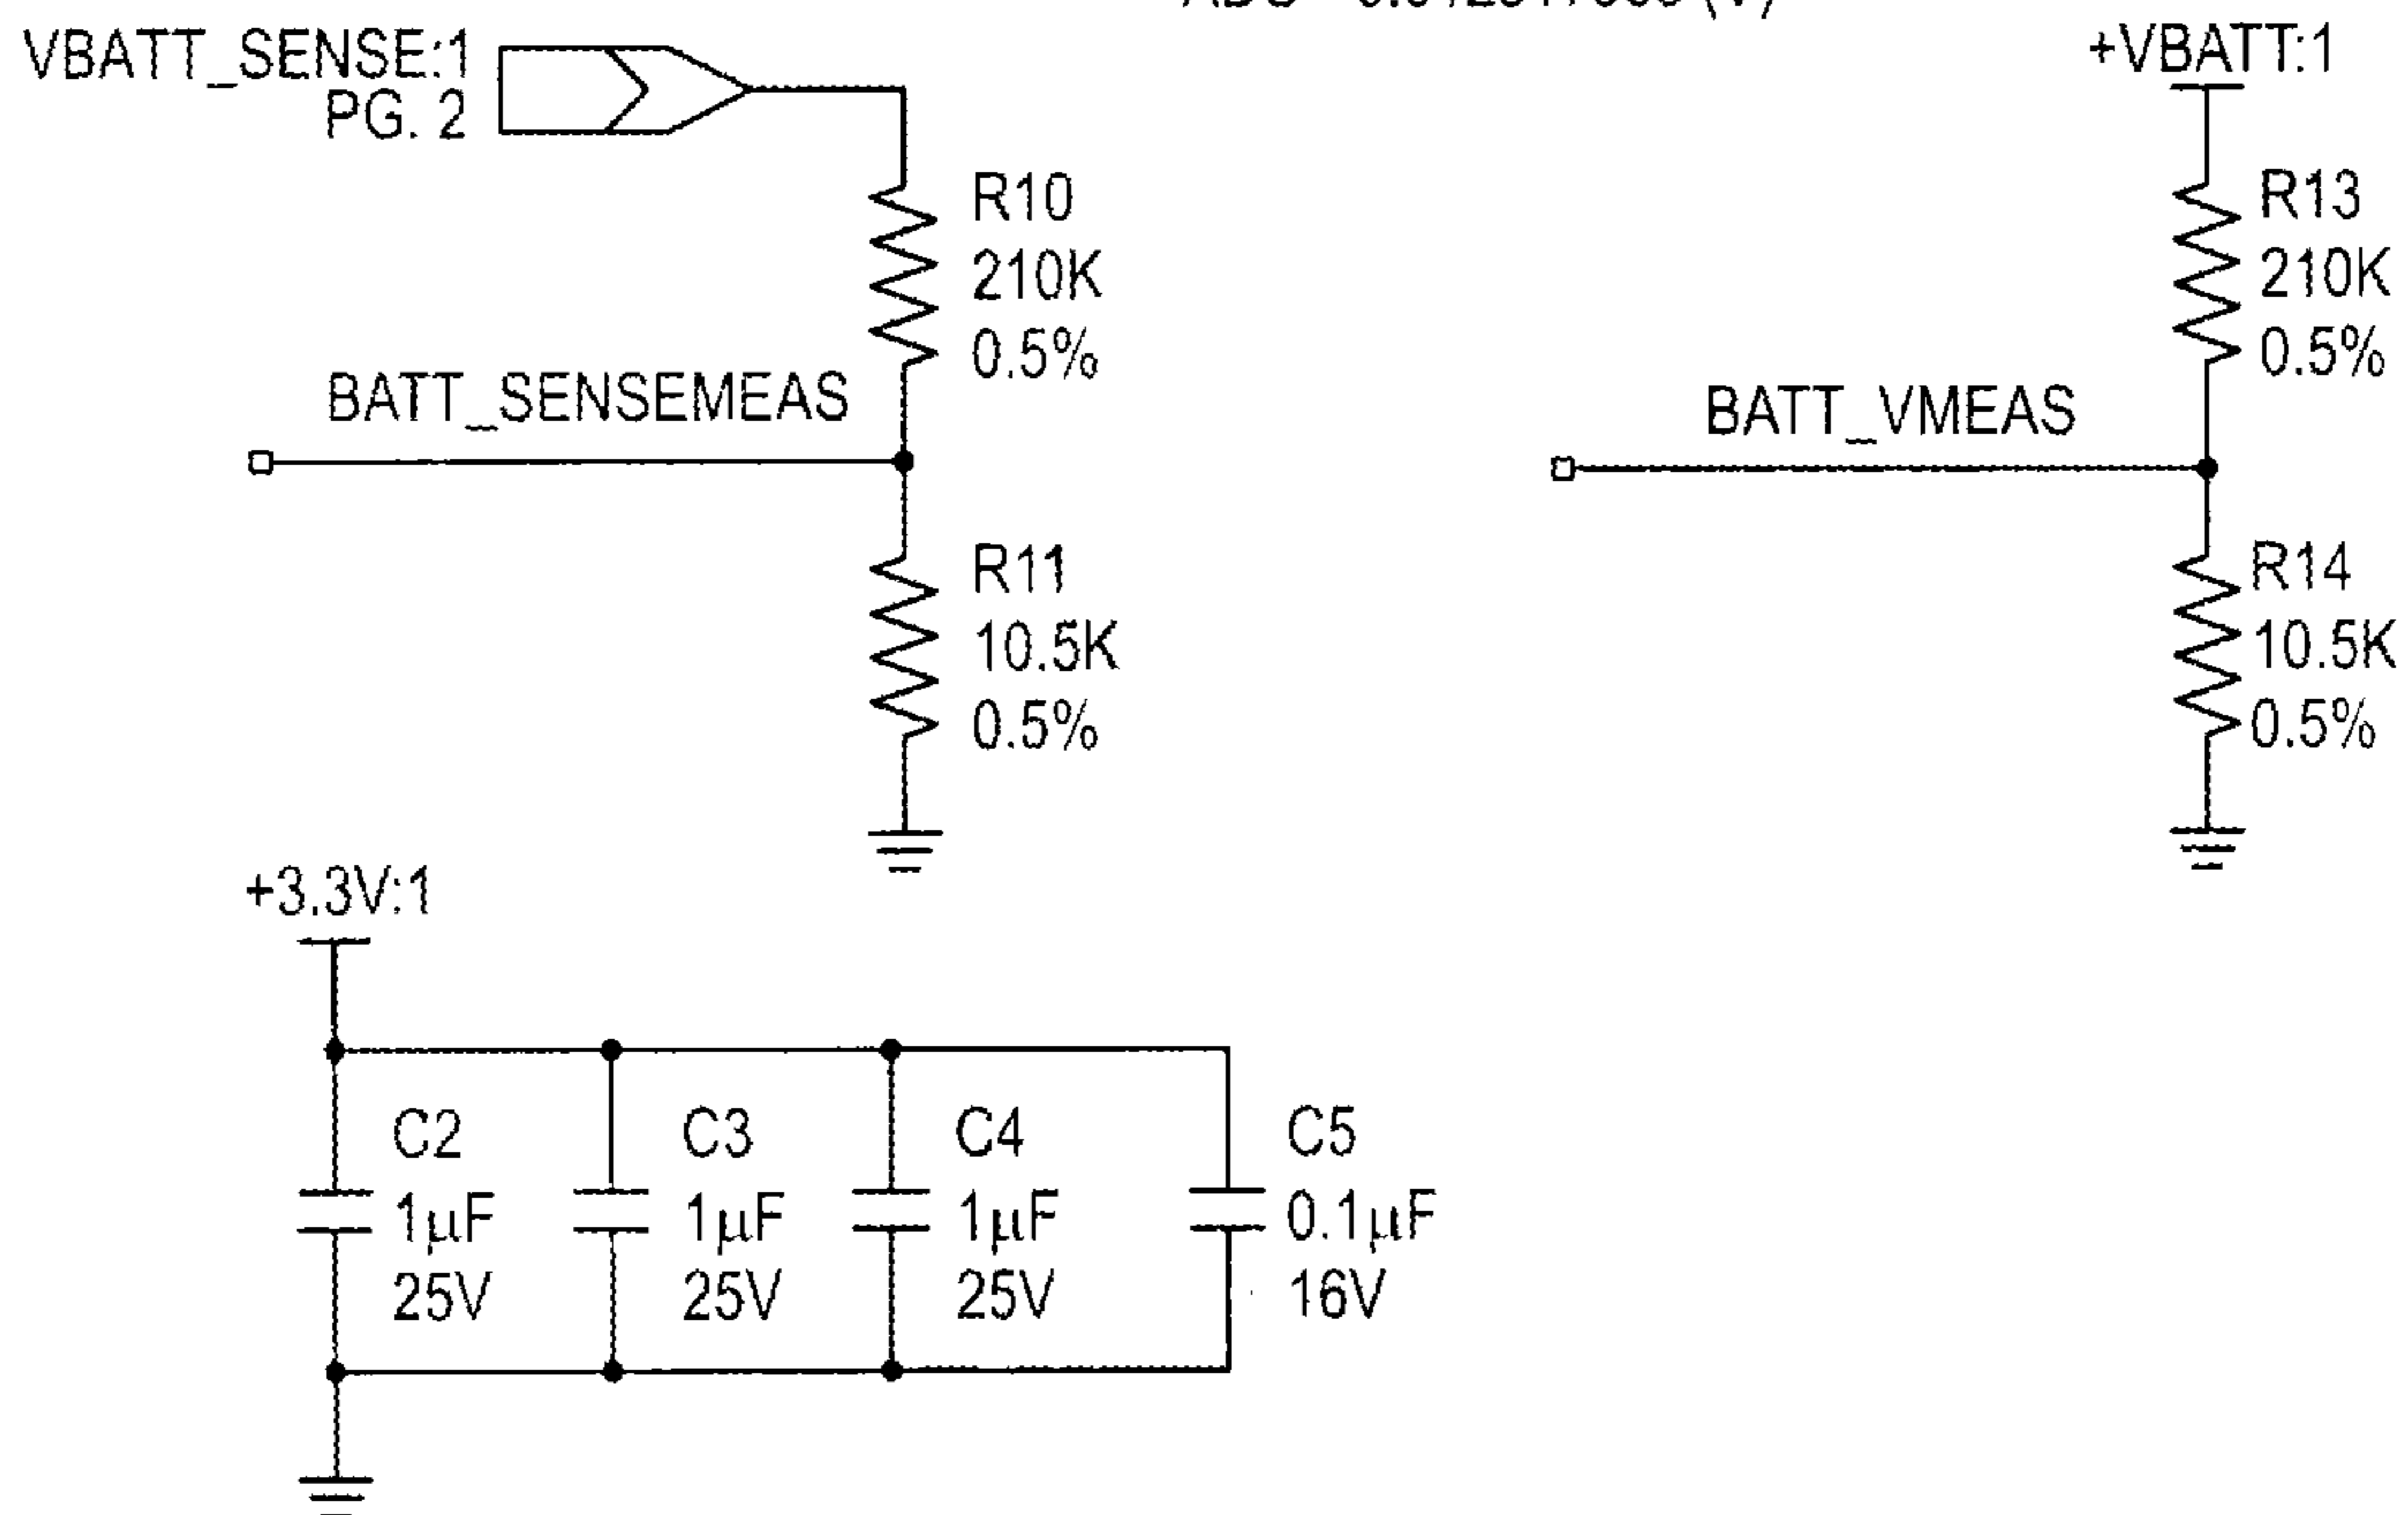 VBATT_SENSE:1
PG. 2
+VBATT:1
R10
210K
0.5%
R13
210K
0.5%
BATT_SENSEMEAS
BATT_VMEAS
R11
10.5K
0.5%
R14
10.5K
0.5%
+3.3V:1
C2
1µF
25V
C3
1µF
25V
C4
1µF
25V
C5
0.1µF
16V